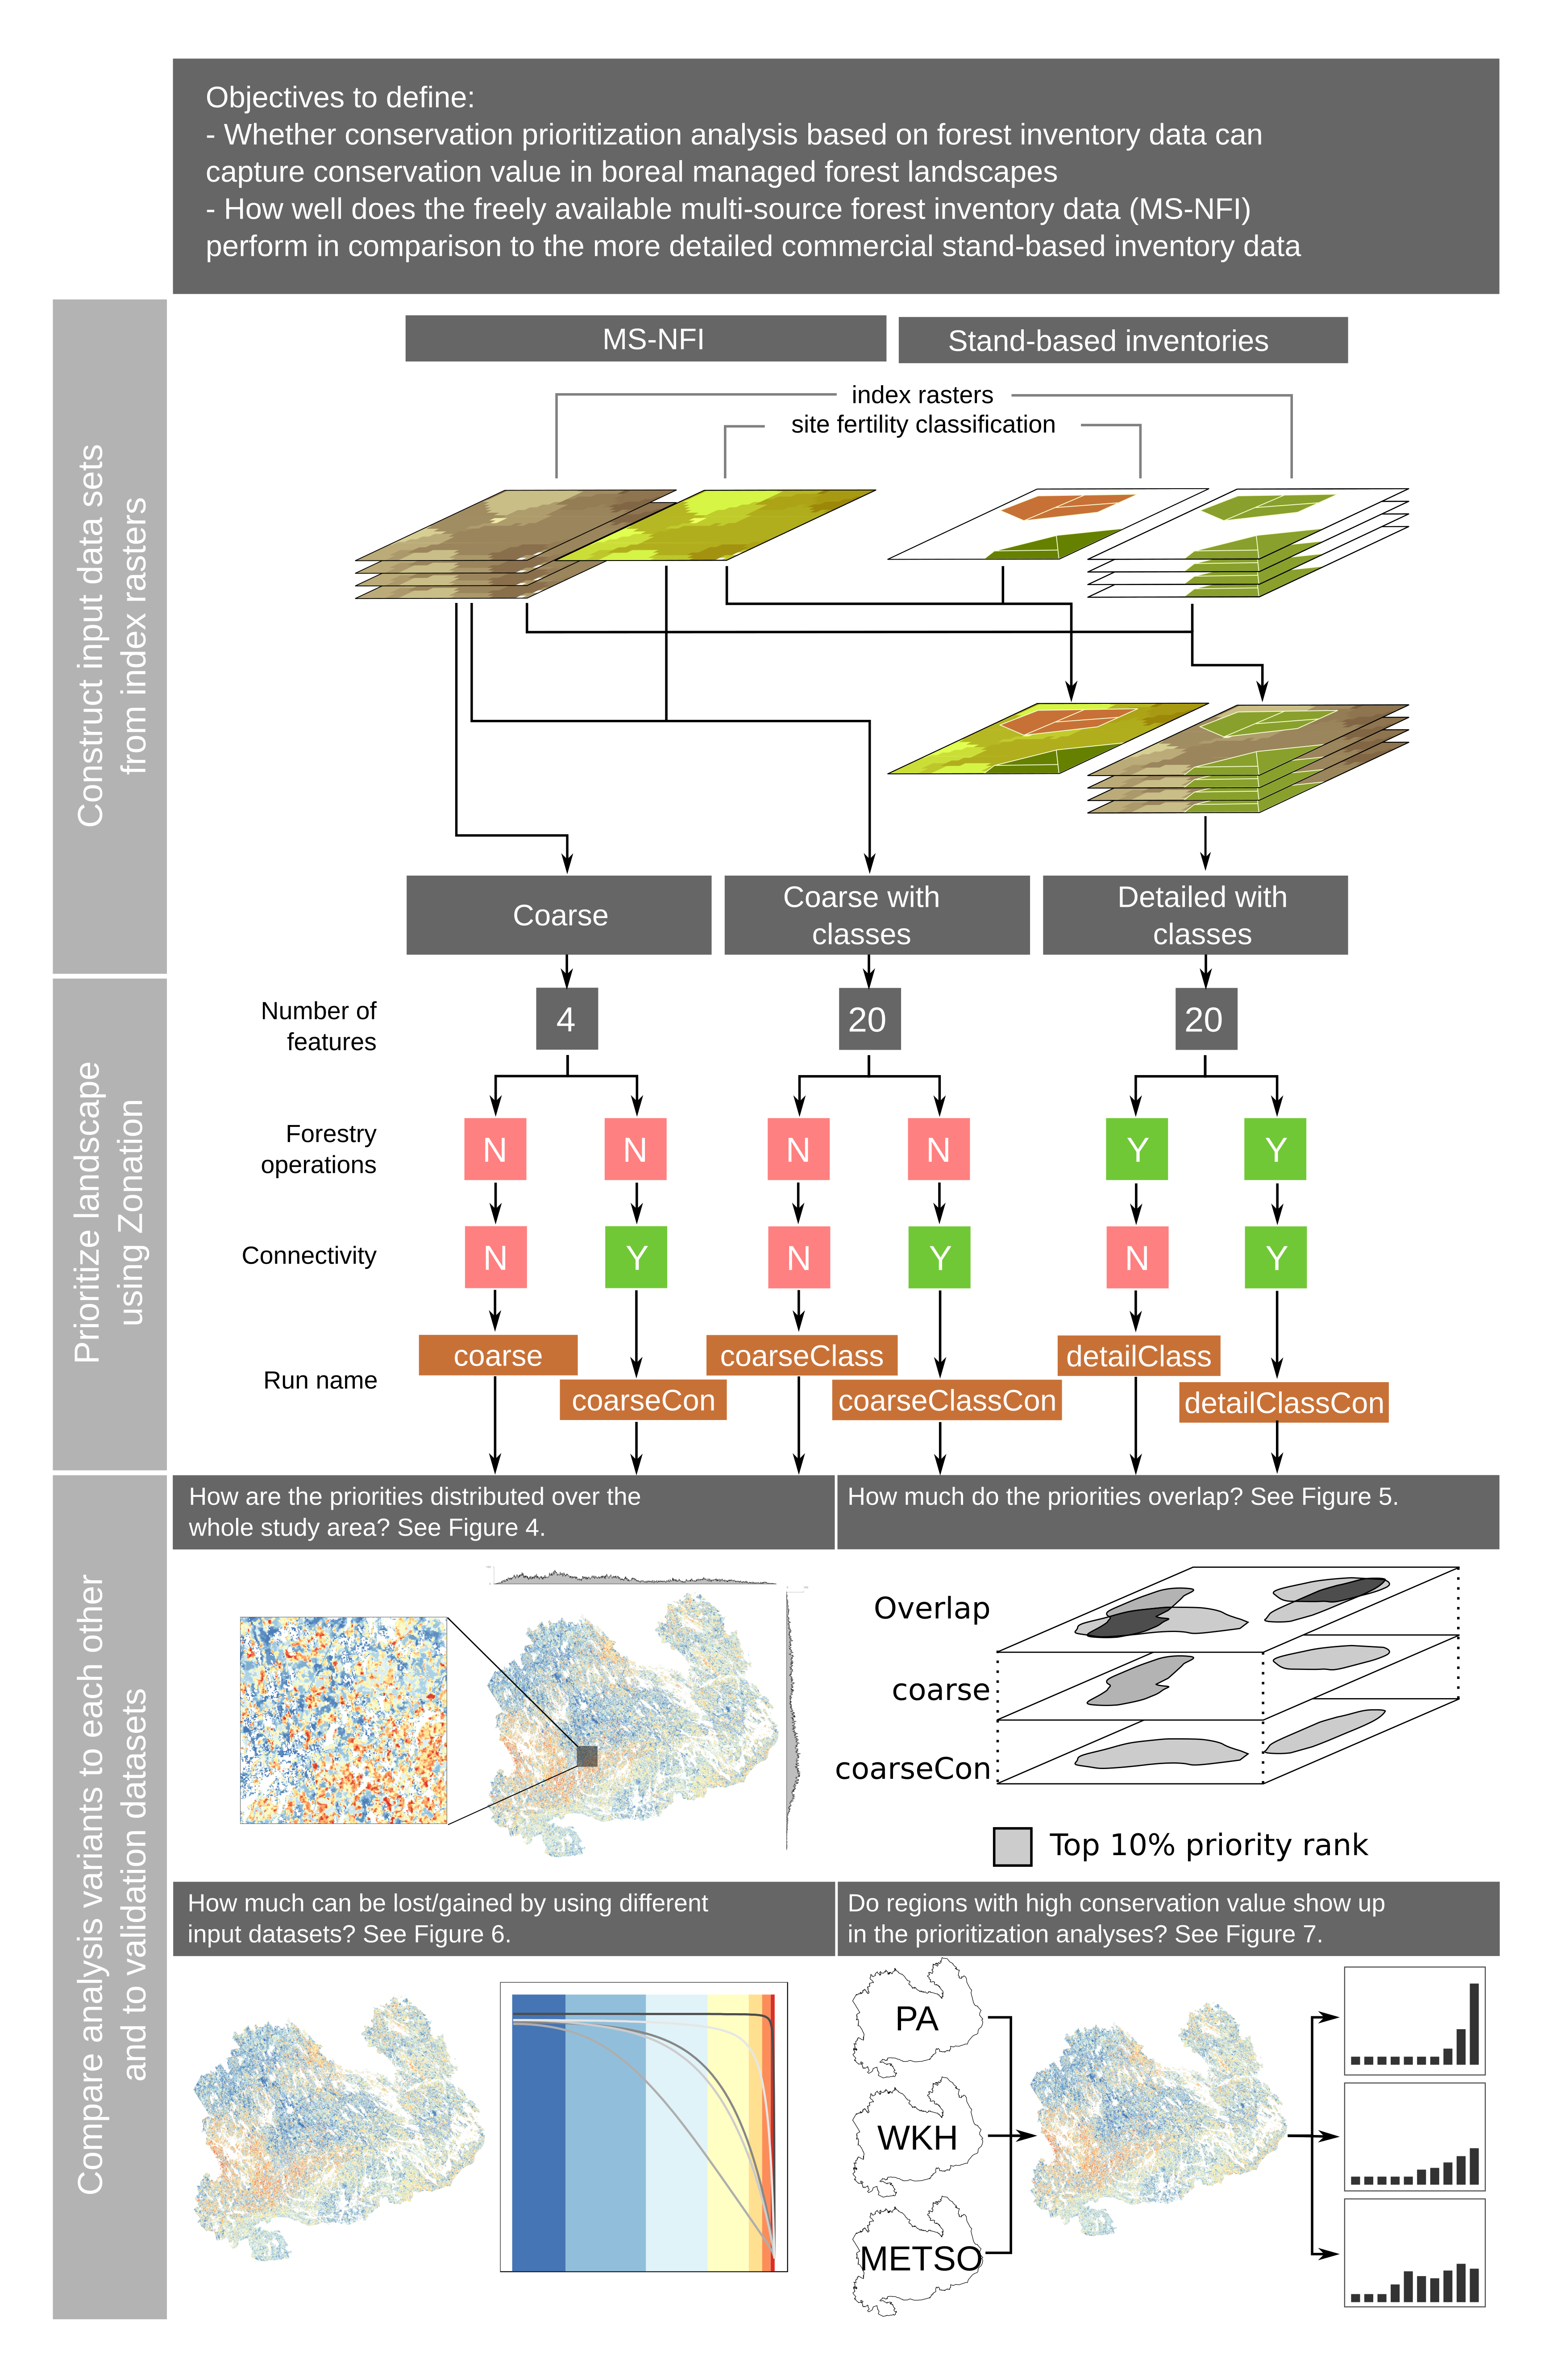 Objectives to define:
- Whether conservation prioritization analysis based on forest inventory data can
capture conservation value in boreal managed forest landscapes
- How well does the freely available multi-source forest inventory data (MS-NFI)
perform in comparison to the more detailed commercial stand-based inventory data
Construct input data sets
from index rasters
MS-NFI
Stand-based inventories
index rasters
site fertility classification
Coarse
Coarse with
classes
Detailed with
classes
Prioritize landscape
using Zonation
Number of
features
4
20
20
Forestry
operations
N
N
N
N
Y
Y
Connectivity
N
Y
N
Y
N
Y
Run name
coarse
coarseClass
detailClass
coarseCon
coarseClassCon
detailClassCon
Compare analysis variants to each other
and to validation datasets
How are the priorities distributed over the
whole study area? See Figure 4.
How much do the priorities overlap? See Figure 5.
Overlap
coarse
coarseCon
Top 10% priority rank
How much can be lost/gained by using different
input datasets? See Figure 6.
Do regions with high conservation value show up
in the prioritization analyses? See Figure 7.
PA
WKH
METSO